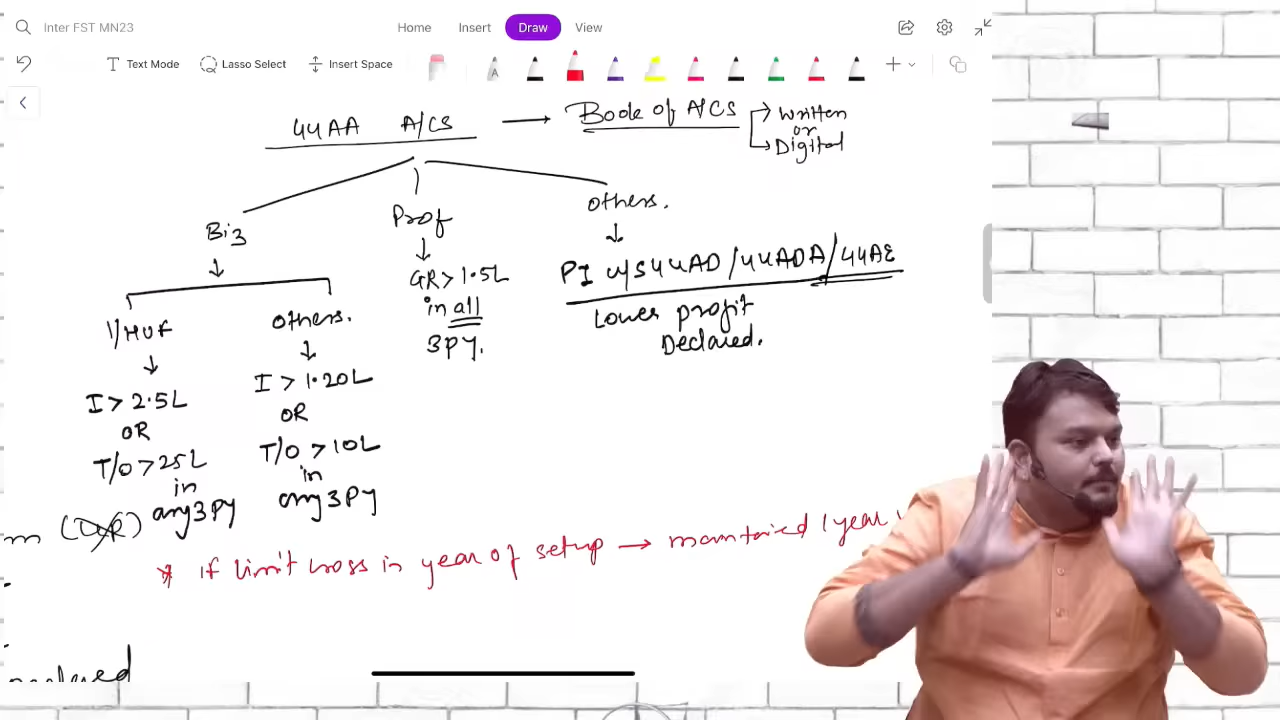 Inter FST MN23
Home Insert Draw View
Text Mode Lasso Select Insert Space
A
44AA A/CS → Book of A/CS → Written
or
→ Digital
Biz
Prof
Others.
I/HUF
Others.
GR > 1.5L
in all
3PY.
PI u/s 44AD/44ADA/44AE
Lower profit
Declared.
I > 2.5L
OR
T/O > 25L
in
any 3PY
I > 1.20L
OR
T/O > 10L
in
any 3PY
* If limit cross in year of setup → maintained 1 year